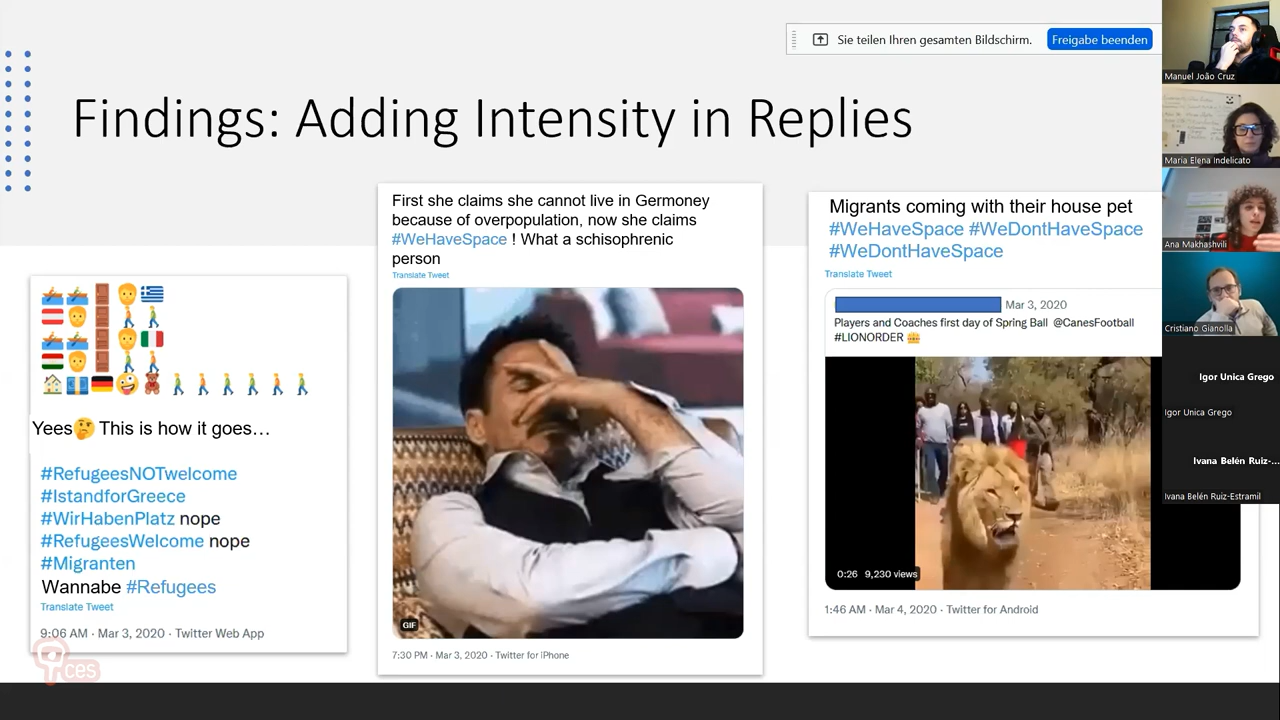 Sie teilen Ihren gesamten Bildschirm.
Freigabe beenden
Findings: Adding Intensity in Replies
Yees🤔 This is how it goes…
#RefugeesNOTwelcome
#IstandforGreece
#WirHabenPlatz nope
#RefugeesWelcome nope
#Migranten
Wannabe #Refugees
Translate Tweet
9:06 AM · Mar 3, 2020 · Twitter Web App
First she claims she cannot live in Germoney
because of overpopulation, now she claims
#WeHaveSpace ! What a schisophrenic
person
Translate Tweet
GIF
7:30 PM · Mar 3, 2020 · Twitter for iPhone
Migrants coming with their house pet
#WeHaveSpace #WeDontHaveSpace
#WeDontHaveSpace
Translate Tweet
Mar 3, 2020
Players and Coaches first day of Spring Ball @CanesFootball
#LIONORDER
0:26 9,230 views
1:46 AM · Mar 4, 2020 · Twitter for Android
Manuel João Cruz
Maria Elena Indelicato
Ana Makhashvili
Cristiano Gianolla
Igor Unica Grego
Igor Unica Grego
Ivana Belén Ruiz-...
Ivana Belén Ruiz-Estramil
ces